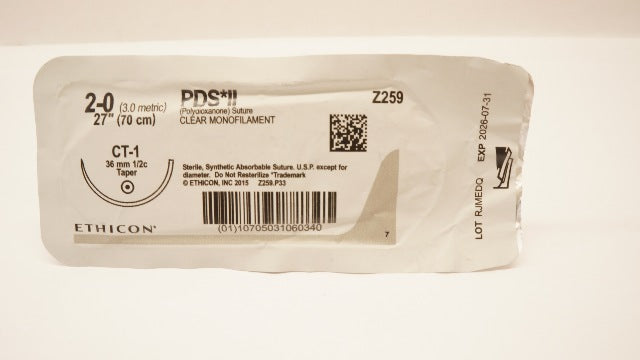 2-0 (3.0 metric)
27" (70 cm)
PDS*II
(Polydioxanone) Suture
CLEAR MONOFILAMENT
Z259
CT-1
36 mm 1/2c
Taper
Sterile, Synthetic Absorbable Suture. U.S.P. except for
diameter. Do Not Resterilize *Trademark
© ETHICON, INC 2015 Z259.P33
(01)10705031060340
ETHICON*
7
LOT RJMEDQ EXP 2026-07-31